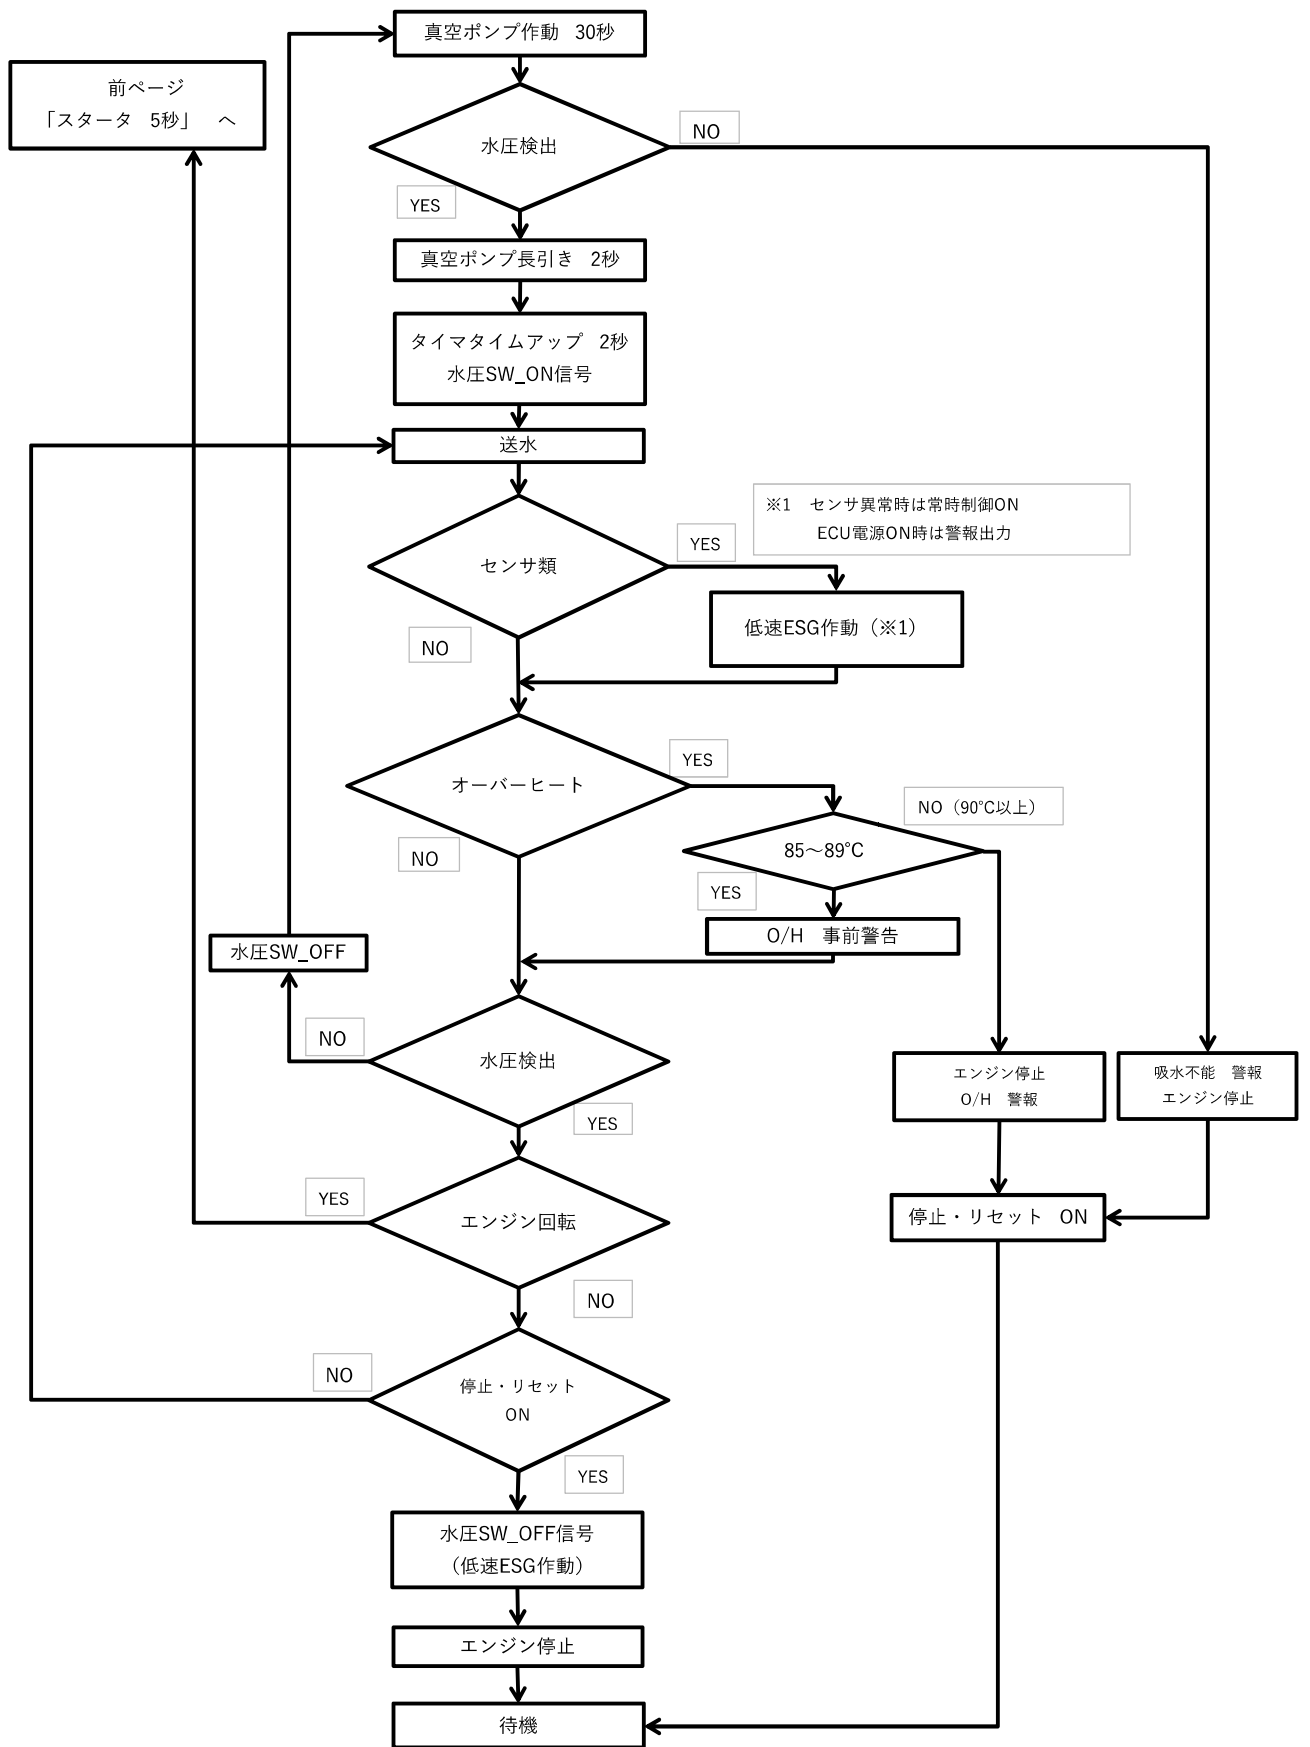 真空ポンプ作動　30秒
前ページ
「スタータ　5秒」　へ
水圧検出
NO
YES
真空ポンプ長引き　2秒
タイマタイムアップ　2秒
水圧SW_ON信号
送水
※1　センサ異常時は常時制御ON
ECU電源ON時は警報出力
センサ類
YES
NO
低速ESG作動（※1）
オーバーヒート
YES
NO
NO（90℃以上）
85～89℃
YES
O/H　事前警告
水圧SW_OFF
水圧検出
NO
YES
エンジン停止
O/H　警報
吸水不能　警報
エンジン停止
エンジン回転
YES
NO
停止・リセット　ON
停止・リセット
ON
NO
YES
水圧SW_OFF信号
（低速ESG作動）
エンジン停止
待機